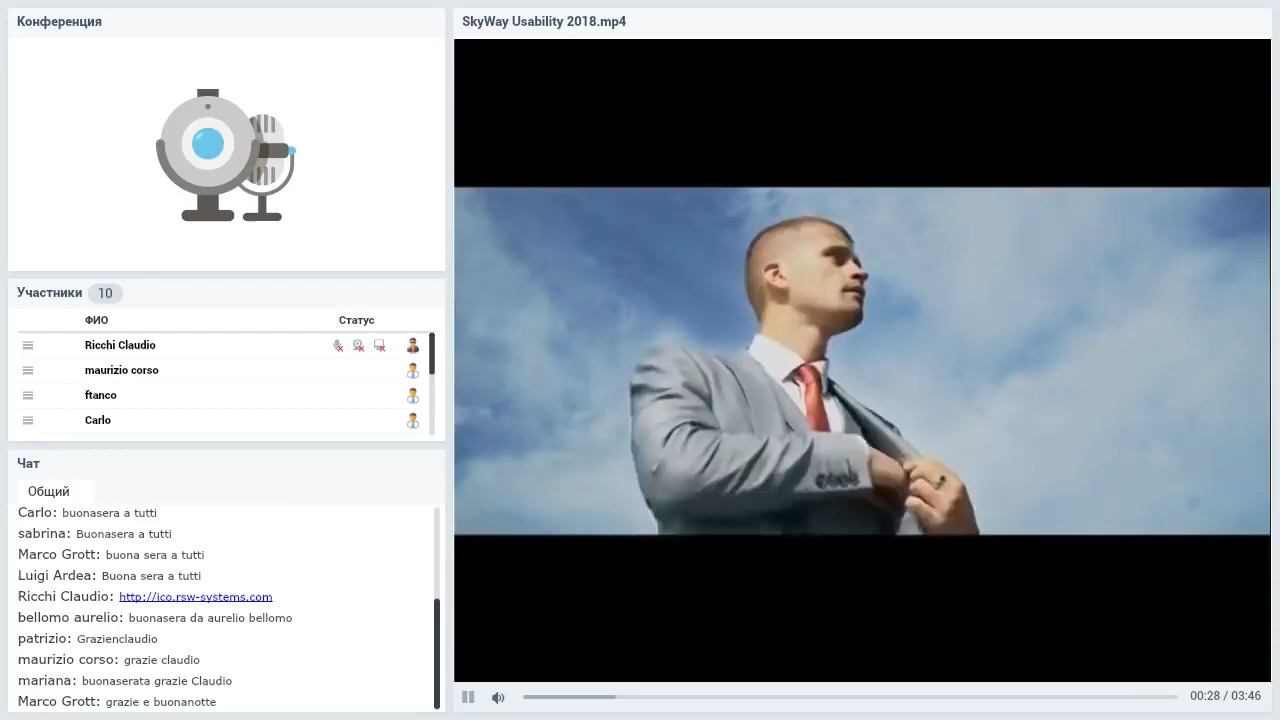 Конференция
SkyWay Usability 2018.mp4
Участники 10
ФИО Статус
Ricchi Claudio
maurizio corso
ftanco
Carlo
Чат
Общий
Carlo: buonasera a tutti
sabrina: Buonasera a tutti
Marco Grott: buona sera a tutti
Luigi Ardea: Buona sera a tutti
Ricchi Claudio: http://ico.rsw-systems.com
bellomo aurelio: buonasera da aurelio bellomo
patrizio: Grazienclaudio
maurizio corso: grazie claudio
mariana: buonaserata grazie Claudio
Marco Grott: grazie e buonanotte
00:28 / 03:46